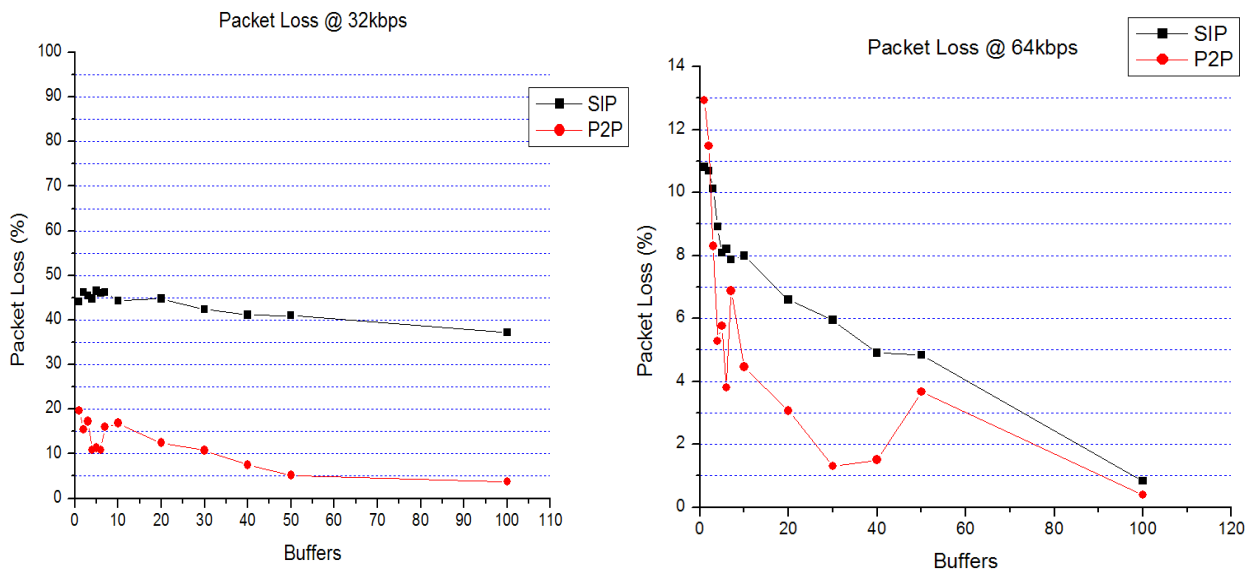 Packet Loss @ 32kbps
SIP
P2P
Packet Loss (%)
100
90
80
70
60
50
40
30
20
10
0
0 10 20 30 40 50 60 70 80 90 100 110
Buffers
Packet Loss @ 64kbps
SIP
P2P
Packet Loss (%)
14
12
10
8
6
4
2
0
0 20 40 60 80 100 120
Buffers